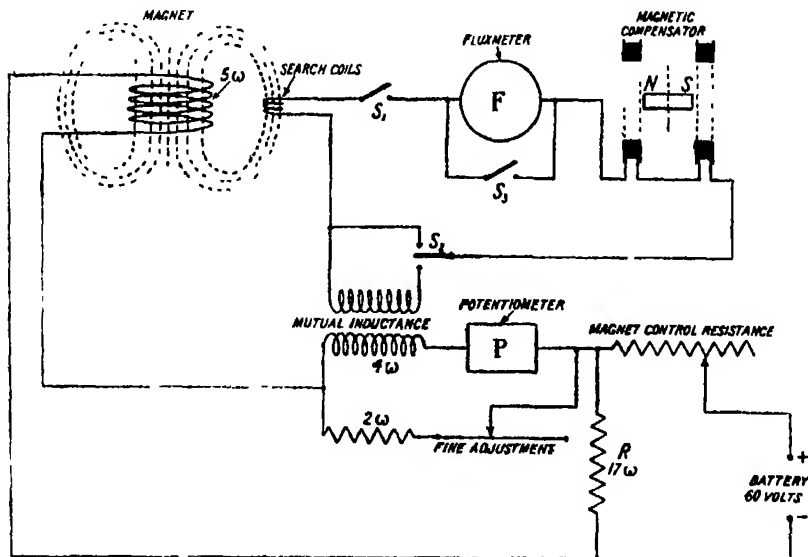 MAGNET
5ω
SEARCH COILS
S₁
FLUXMETER
F
S₃
MAGNETIC
COMPENSATOR
N S
S₂
MUTUAL INDUCTANCE
4ω
POTENTIOMETER
P
MAGNET CONTROL RESISTANCE
2ω
FINE ADJUSTMENT
R
17ω
+
BATTERY
60 VOLTS
-